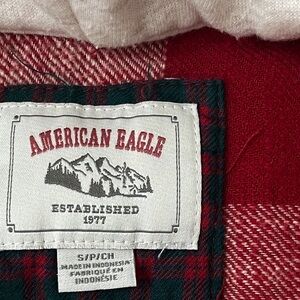 AMERICAN EAGLE
ESTABLISHED
1977
S/P/CH
MADE IN INDONESIA
FABRIQUÉ EN
INDONÉSIE